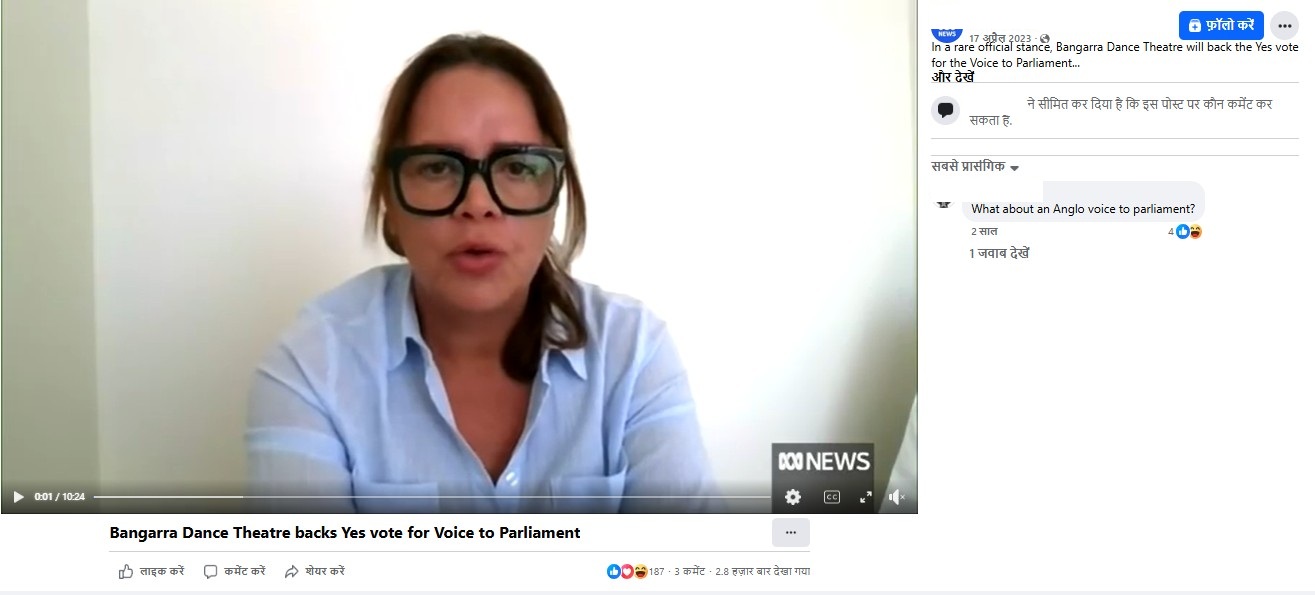 ABC NEWS
0:01 / 10:24
CC
Bangarra Dance Theatre backs Yes vote for Voice to Parliament
लाइक करें
कमेंट करें
शेयर करें
187 · 3 कमेंट · 2.8 हज़ार बार देखा गया
फ़ॉलो करें
NEWS
17 अप्रैल 2023 ·
In a rare official stance, Bangarra Dance Theatre will back the Yes vote
for the Voice to Parliament...
और देखें
ने सीमित कर दिया है कि इस पोस्ट पर कौन कमेंट कर
सकता है.
सबसे प्रासंगिक
What about an Anglo voice to parliament?
2 साल
4
1 जवाब देखें